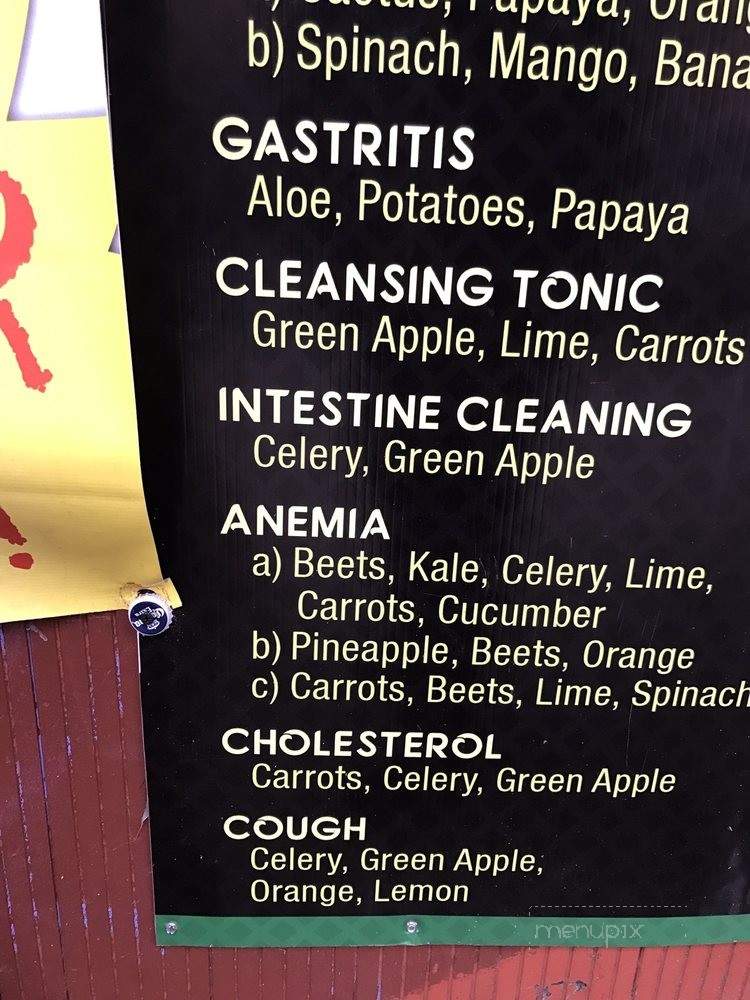 Papaya,
b) Spinach, Mango,
GASTRITIS
Aloe, Potatoes, Papaya
CLEANSING TONIC
Green Apple, Lime, Carrots
INTESTINE CLEANING
Celery, Green Apple
ANEMIA
a) Beets, Kale, Celery, Lime,
Carrots, Cucumber
b) Pineapple, Beets, Orange
c) Carrots, Beets, Lime, Spinach
CHOLESTEROL
Carrots, Celery, Green Apple
COUGH
Celery, Green Apple,
Orange, Lemon
menupix